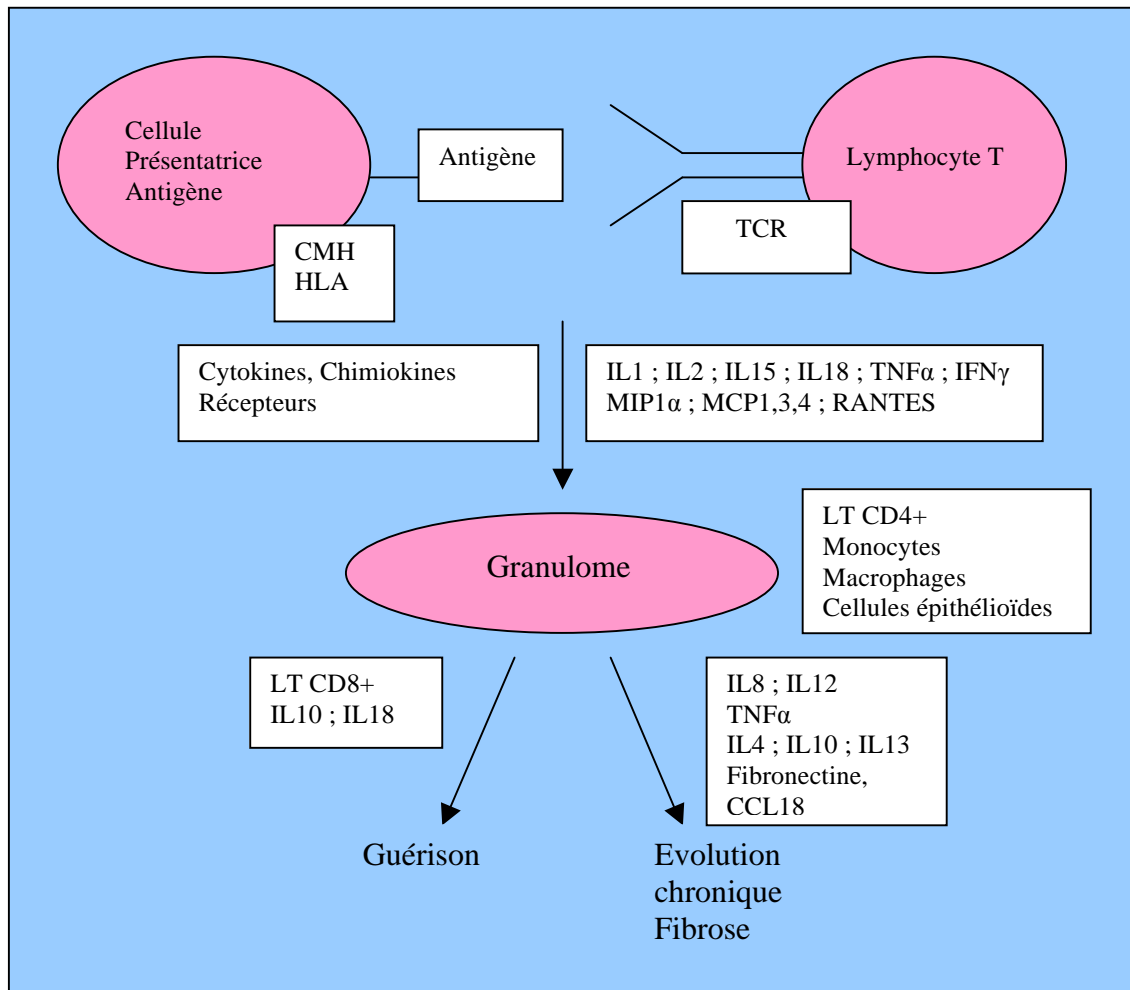 Cellule
Présentatrice
Antigène
Antigène
Lymphocyte T
CMH
HLA
TCR
Cytokines, Chimiokines
Récepteurs
IL1 ; IL2 ; IL15 ; IL18 ; TNFα ; IFNγ
MIP1α ; MCP1,3,4 ; RANTES
Granulome
LT CD4+
Monocytes
Macrophages
Cellules épithélioïdes
LT CD8+
IL10 ; IL18
IL8 ; IL12
TNFα
IL4 ; IL10 ; IL13
Fibronectine,
CCL18
Guérison
Evolution
chronique
Fibrose